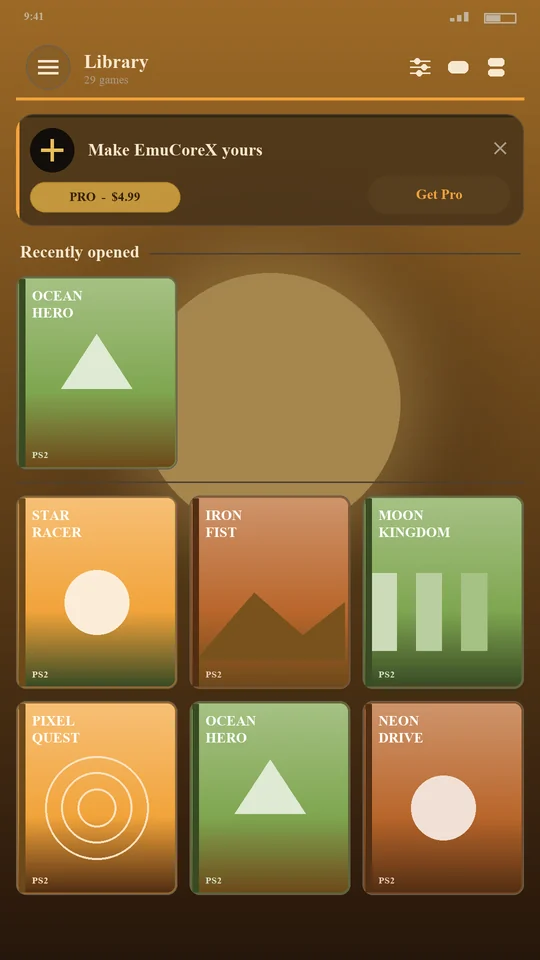 9:41
Library
29 games
Make EmuCoreX yours
PRO - $4.99
Get Pro
Recently opened
OCEAN
HERO
PS2
STAR
RACER
PS2
IRON
FIST
PS2
MOON
KINGDOM
PS2
PIXEL
QUEST
PS2
OCEAN
HERO
PS2
NEON
DRIVE
PS2